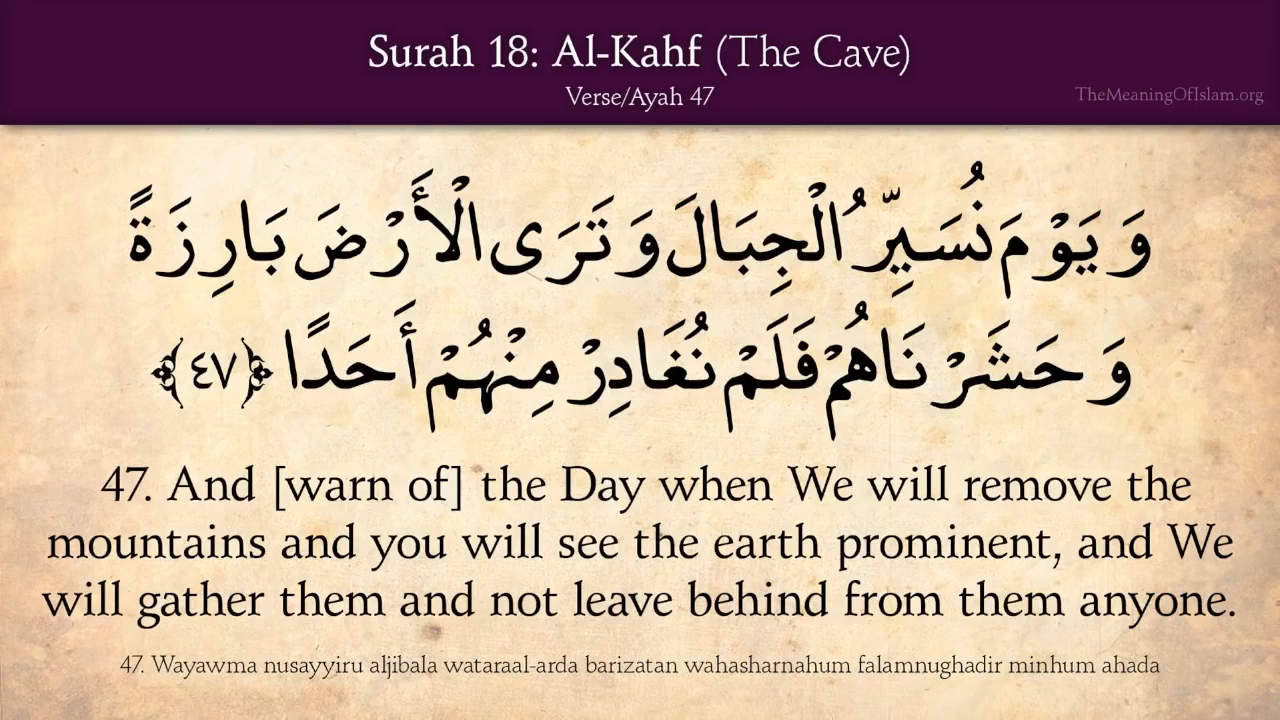 Surah 18: Al-Kahf (The Cave)
Verse/Ayah 47
TheMeaningOfIslam.org
وَيَوْمَ نُسَيِّرُ الْجِبَالَ وَتَرَى الْأَرْضَ بَارِزَةً
وَحَشَرْنَاهُمْ فَلَمْ نُغَادِرْ مِنْهُمْ أَحَدًا ﴿٤٧﴾
47. And [warn of] the Day when We will remove the
mountains and you will see the earth prominent, and We
will gather them and not leave behind from them anyone.
47. Wayawma nusayyiru aljibala wataraal-arda barizatan wahasharnahum falamnughadir minhum ahada